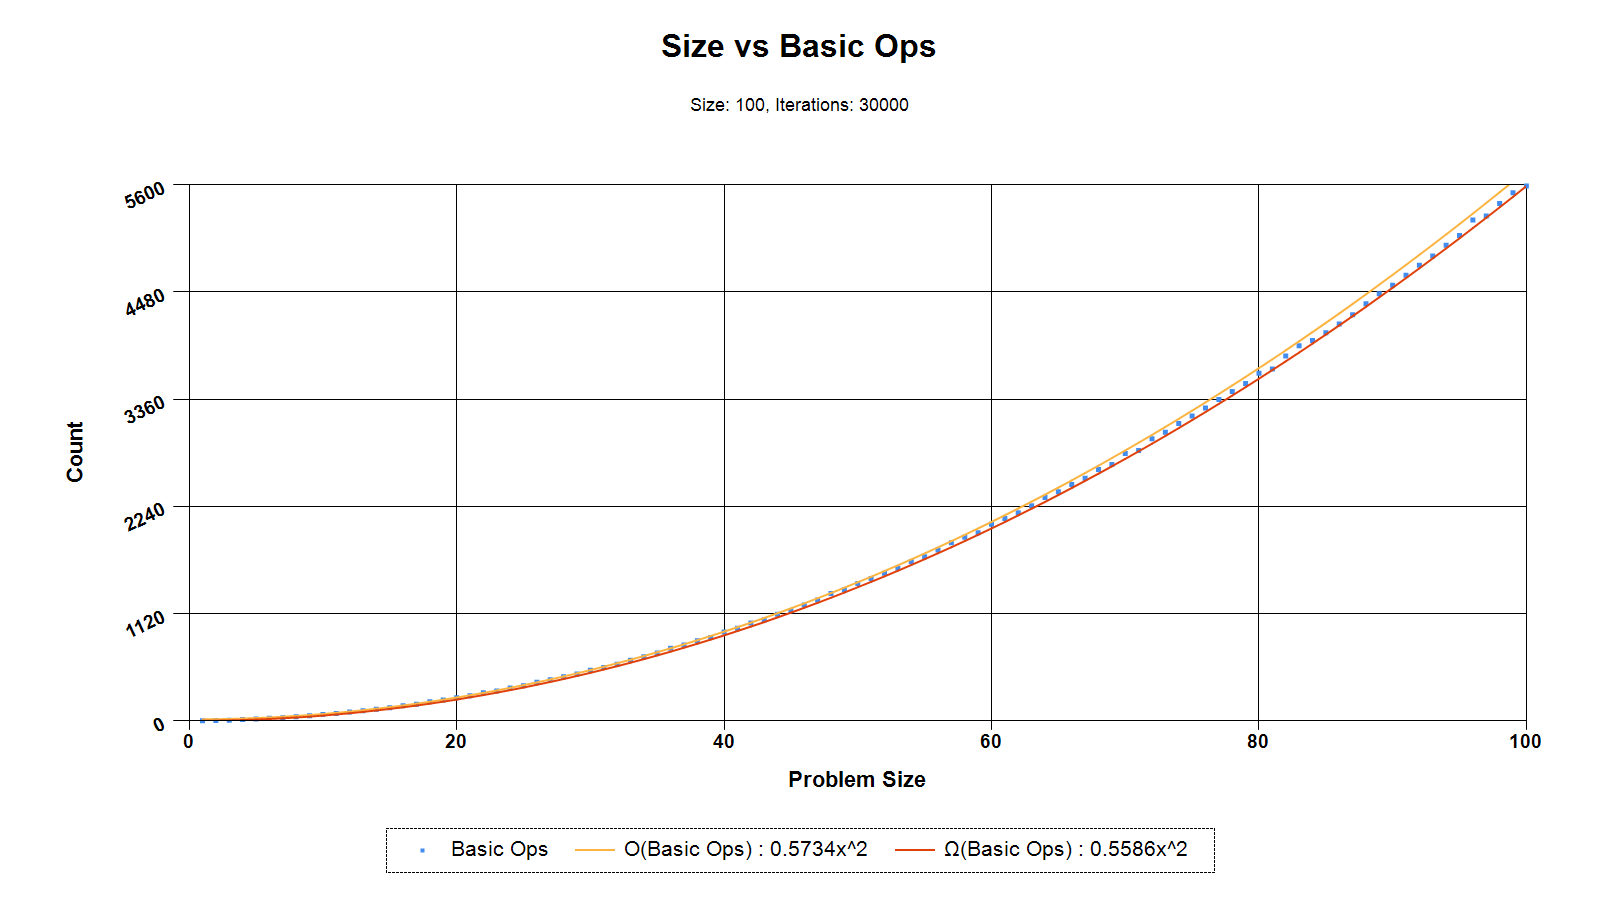 Size vs Basic Ops
Size: 100, Iterations: 30000
5600
4480
3360
2240
1120
0
Count
0 20 40 60 80 100
Problem Size
Basic Ops O(Basic Ops) : 0.5734x^2 Ω(Basic Ops) : 0.5586x^2